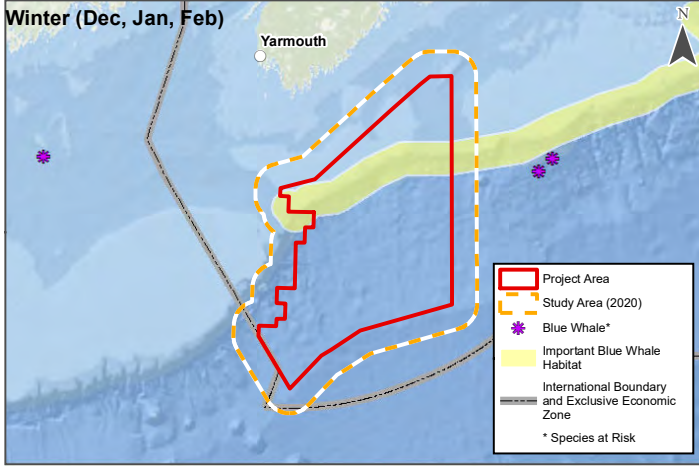 Winter (Dec, Jan, Feb)
N
Yarmouth
Project Area
Study Area (2020)
Blue Whale*
Important Blue Whale
Habitat
International Boundary
and Exclusive Economic
Zone
* Species at Risk